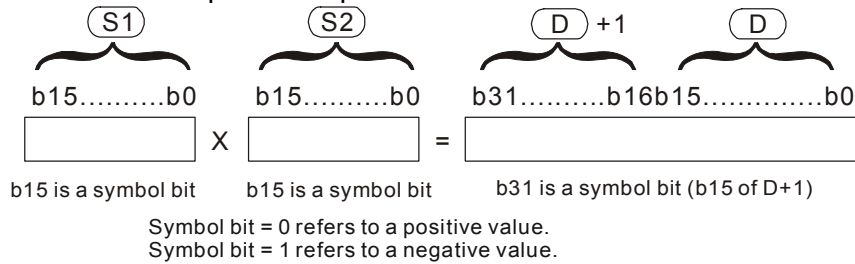 S1 S2 D +1 D
b15..........b0 b15...........b0 b31..........b16b15..............b0
X =
b15 is a symbol bit b15 is a symbol bit b31 is a symbol bit (b15 of D+1)
Symbol bit = 0 refers to a positive value.
Symbol bit = 1 refers to a negative value.